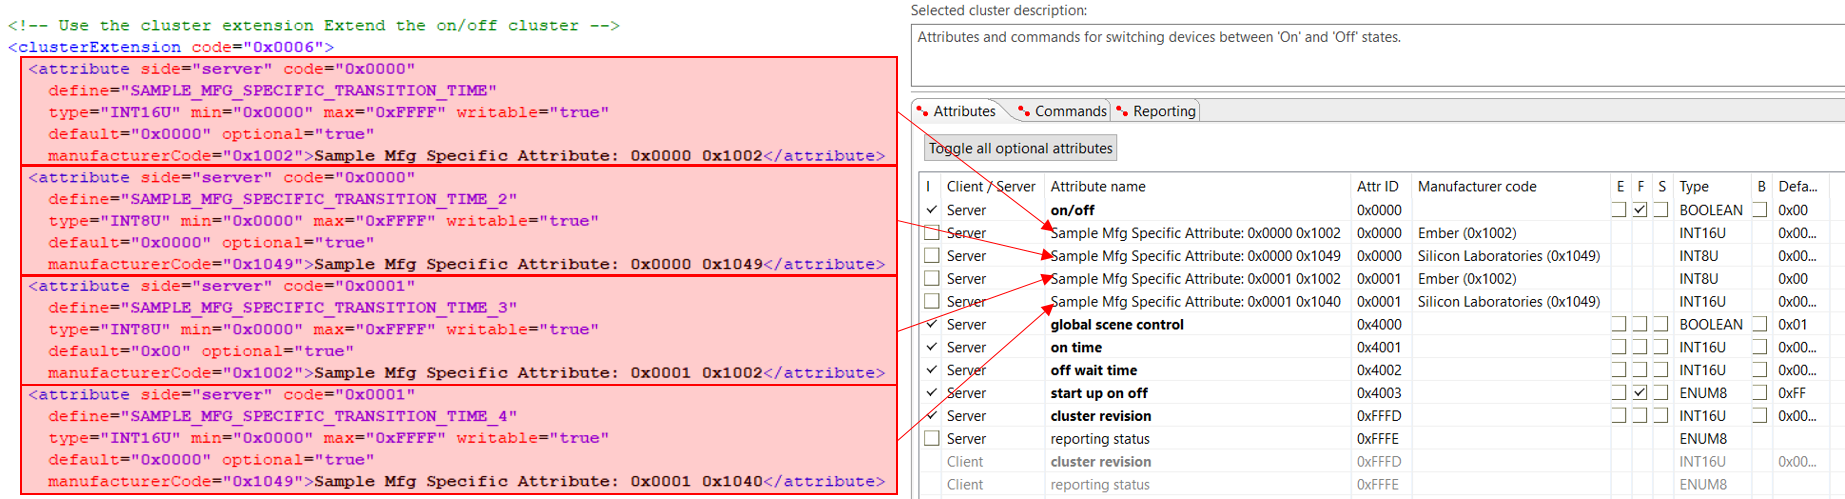 <!-- Use the cluster extension Extend the on/off cluster -->
<clusterExtension code="0x0006">
<attribute side="server" code="0x0000"
define="SAMPLE_MFG_SPECIFIC_TRANSITION_TIME"
type="INT16U" min="0x0000" max="0xFFFF" writable="true"
default="0x0000" optional="true"
manufacturerCode="0x1002">Sample Mfg Specific Attribute: 0x0000 0x1002</attribute>
<attribute side="server" code="0x0000"
define="SAMPLE_MFG_SPECIFIC_TRANSITION_TIME_2"
type="INT8U" min="0x0000" max="0xFFFF" writable="true"
default="0x0000" optional="true"
manufacturerCode="0x1049">Sample Mfg Specific Attribute: 0x0000 0x1049</attribute>
<attribute side="server" code="0x0001"
define="SAMPLE_MFG_SPECIFIC_TRANSITION_TIME_3"
type="INT8U" min="0x0000" max="0xFFFF" writable="true"
default="0x00" optional="true"
manufacturerCode="0x1002">Sample Mfg Specific Attribute: 0x0001 0x1002</attribute>
<attribute side="server" code="0x0001"
define="SAMPLE_MFG_SPECIFIC_TRANSITION_TIME_4"
type="INT16U" min="0x0000" max="0xFFFF" writable="true"
default="0x0000" optional="true"
manufacturerCode="0x1049">Sample Mfg Specific Attribute: 0x0001 0x1040</attribute>
Selected cluster description:
Attributes and commands for switching devices between 'On' and 'Off' states.
Attributes Commands Reporting
Toggle all optional attributes
I Client / Server Attribute name Attr ID Manufacturer code E F S Type B Defa...
Server on/off 0x0000 BOOLEAN 0x00
Server Sample Mfg Specific Attribute: 0x0000 0x1002 0x0000 Ember (0x1002) INT16U 0x00...
Server Sample Mfg Specific Attribute: 0x0000 0x1049 0x0000 Silicon Laboratories (0x1049) INT8U 0x00...
Server Sample Mfg Specific Attribute: 0x0001 0x1002 0x0001 Ember (0x1002) INT8U 0x00
Server Sample Mfg Specific Attribute: 0x0001 0x1040 0x0001 Silicon Laboratories (0x1049) INT16U 0x00...
Server global scene control 0x4000 BOOLEAN 0x01
Server on time 0x4001 INT16U 0x00...
Server off wait time 0x4002 INT16U 0x00...
Server start up on off 0x4003 ENUM8 0xFF
Server cluster revision 0xFFFD INT16U 0x00...
Server reporting status 0xFFFE ENUM8
Client cluster revision 0xFFFD INT16U 0x00...
Client reporting status 0xFFFE ENUM8